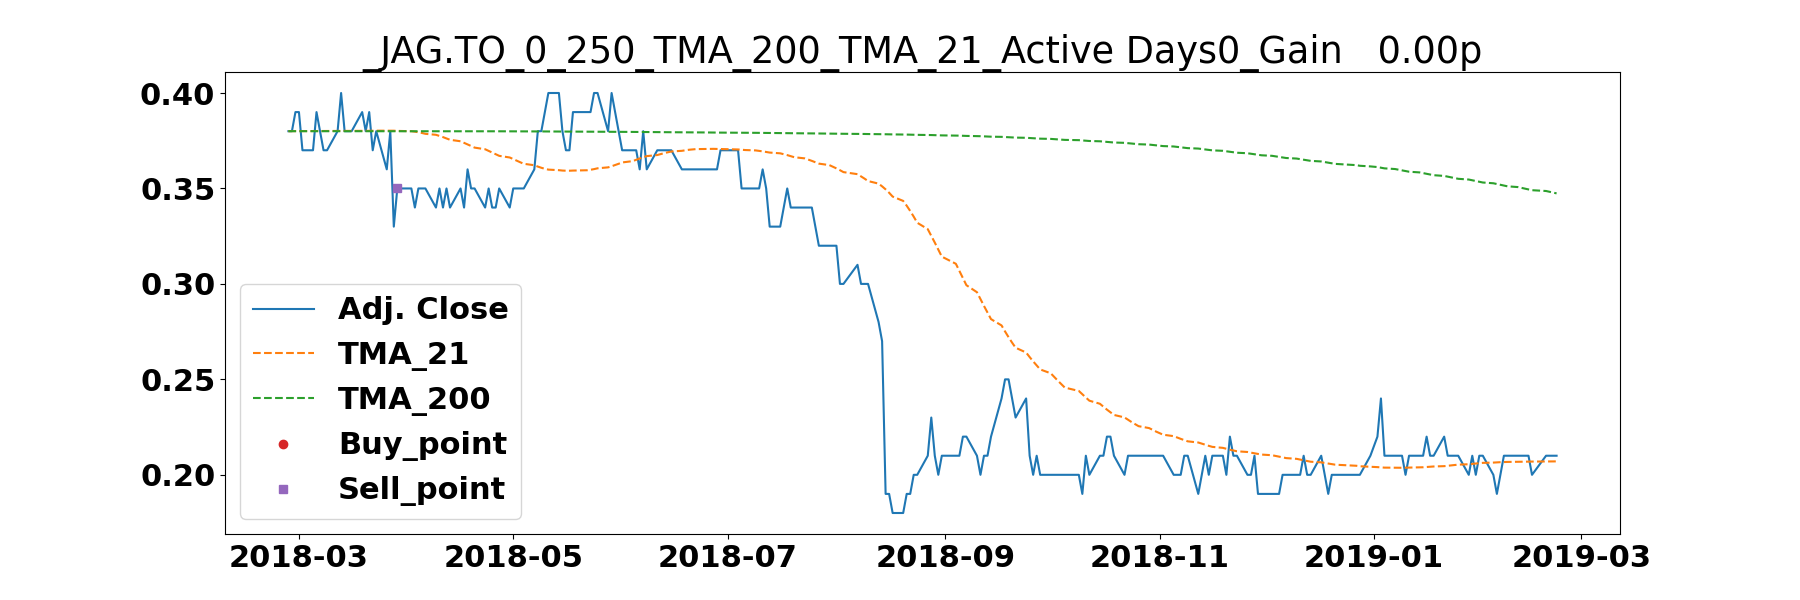 _JAG.TO_0_250_TMA_200_TMA_21_Active Days0_Gain   0.00p
0.40
0.35
0.30
0.25
0.20
Adj. Close
TMA_21
TMA_200
Buy_point
Sell_point
2018-03 2018-05 2018-07 2018-09 2018-11 2019-01 2019-03